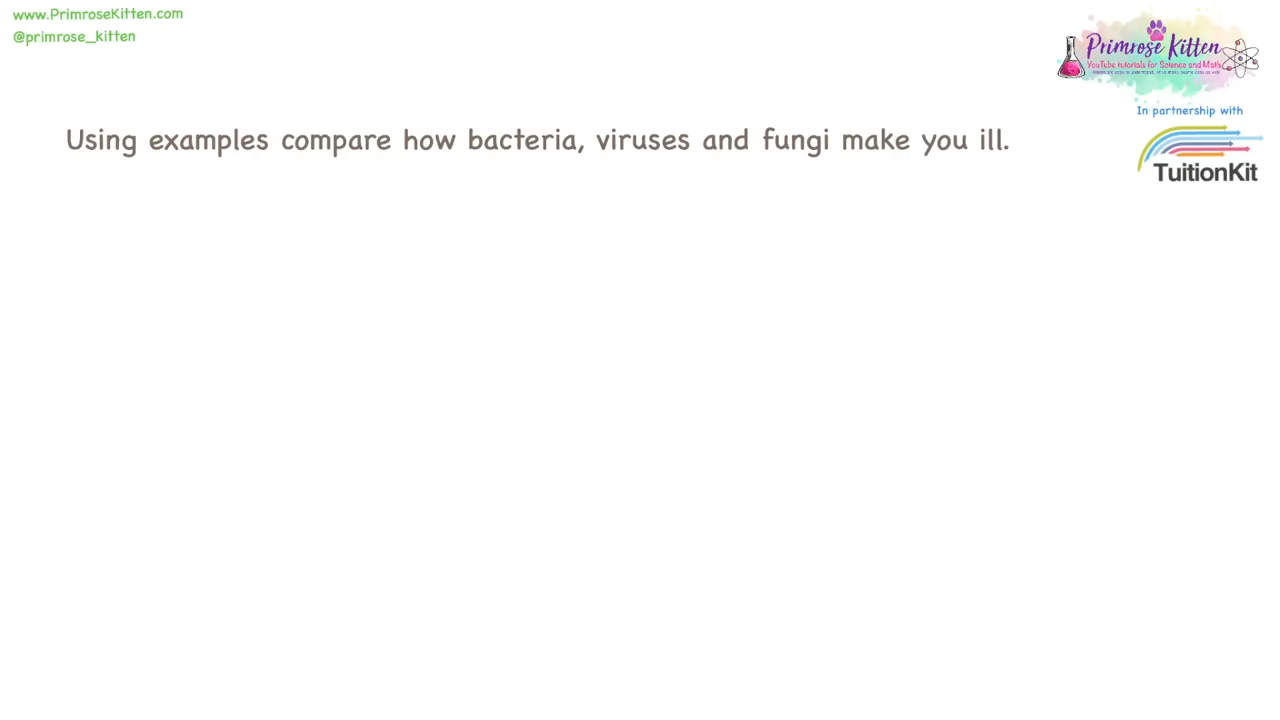 www.PrimroseKitten.com
@primrose_kitten
Primrose Kitten
YouTube tutorials for Science and Math
In partnership with
TuitionKit
Using examples compare how bacteria, viruses and fungi make you ill.